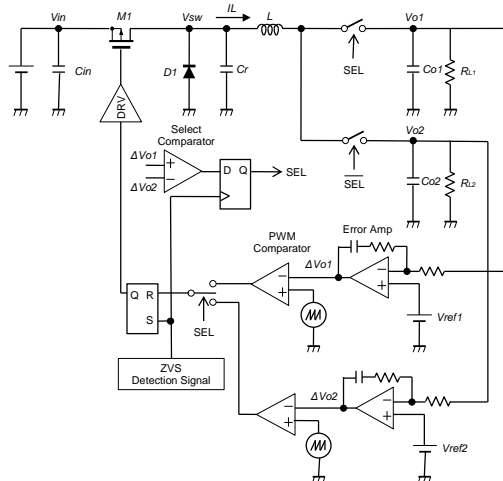 Vin
M1
Vsw
IL
L
Vo1
Cin
D1
Cr
SEL
Co1
RL1
DRV
Select
Comparator
ΔVo1
ΔVo2
D Q
SEL
Vo2
SEL
Co2
RL2
PWM
Comparator
Error Amp
ΔVo1
Q R
S
SEL
Vref1
ZVS
Detection Signal
ΔVo2
Vref2